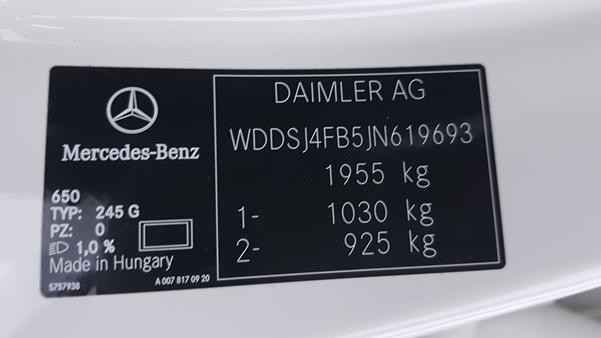 Mercedes-Benz
650
TYP: 245 G
PZ: 0
1,0 %
Made in Hungary
5757938
A 007 817 09 20
DAIMLER AG
WDDSJ4FB5JN619693
1955 kg
1- 1030 kg
2- 925 kg